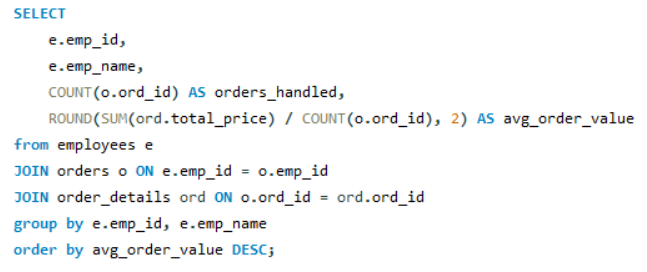 SELECT
    e.emp_id,
    e.emp_name,
    COUNT(o.ord_id) AS orders_handled,
    ROUND(SUM(ord.total_price) / COUNT(o.ord_id), 2) AS avg_order_value
from employees e
JOIN orders o ON e.emp_id = o.emp_id
JOIN order_details ord ON o.ord_id = ord.ord_id
group by e.emp_id, e.emp_name
order by avg_order_value DESC;